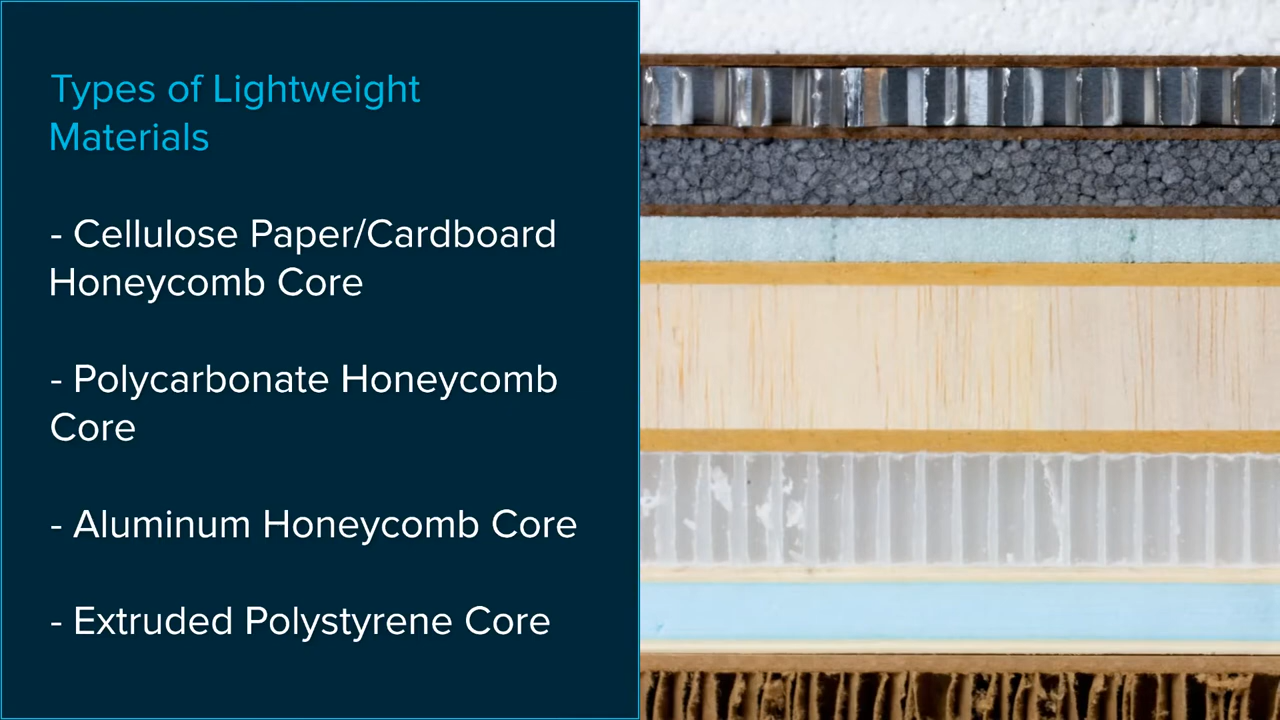 Types of Lightweight
Materials
- Cellulose Paper/Cardboard
Honeycomb Core
- Polycarbonate Honeycomb
Core
- Aluminum Honeycomb Core
- Extruded Polystyrene Core